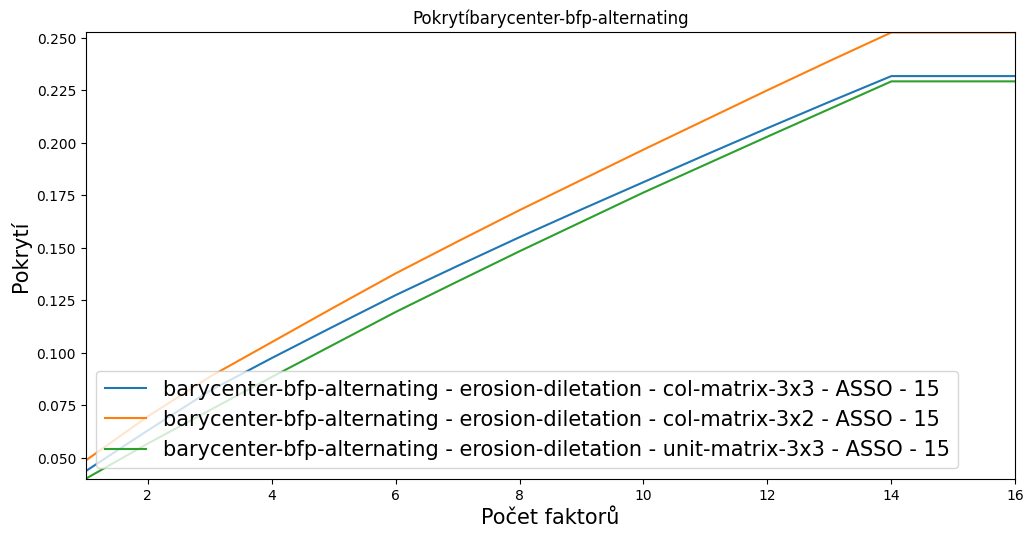 Pokrytíbarycenter-bfp-alternating
0.250
0.225
0.200
0.175
0.150
0.125
0.100
0.075
0.050
Pokrytí
barycenter-bfp-alternating - erosion-diletation - col-matrix-3x3 - ASSO - 15
barycenter-bfp-alternating - erosion-diletation - col-matrix-3x2 - ASSO - 15
barycenter-bfp-alternating - erosion-diletation - unit-matrix-3x3 - ASSO - 15
2 4 6 8 10 12 14 16
Počet faktorů